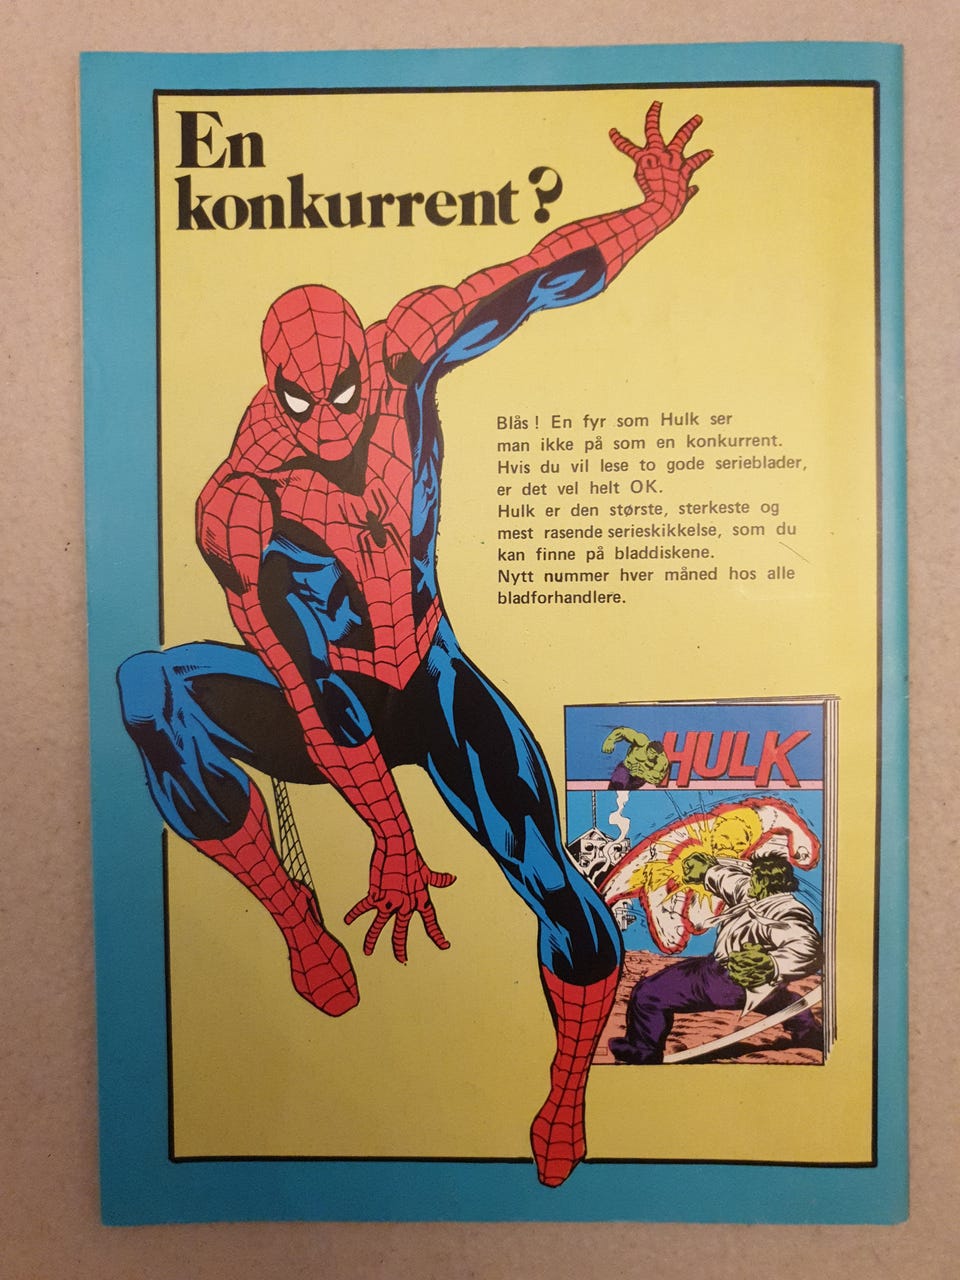 En
konkurrent?
Blås! En fyr som Hulk ser
man ikke på som en konkurrent.
Hvis du vil lese to gode serieblader,
er det vel helt OK.
Hulk er den største, sterkeste og
mest rasende serieskikkelse, som du
kan finne på bladdiskene.
Nytt nummer hver måned hos alle
bladforhandlere.
HULK